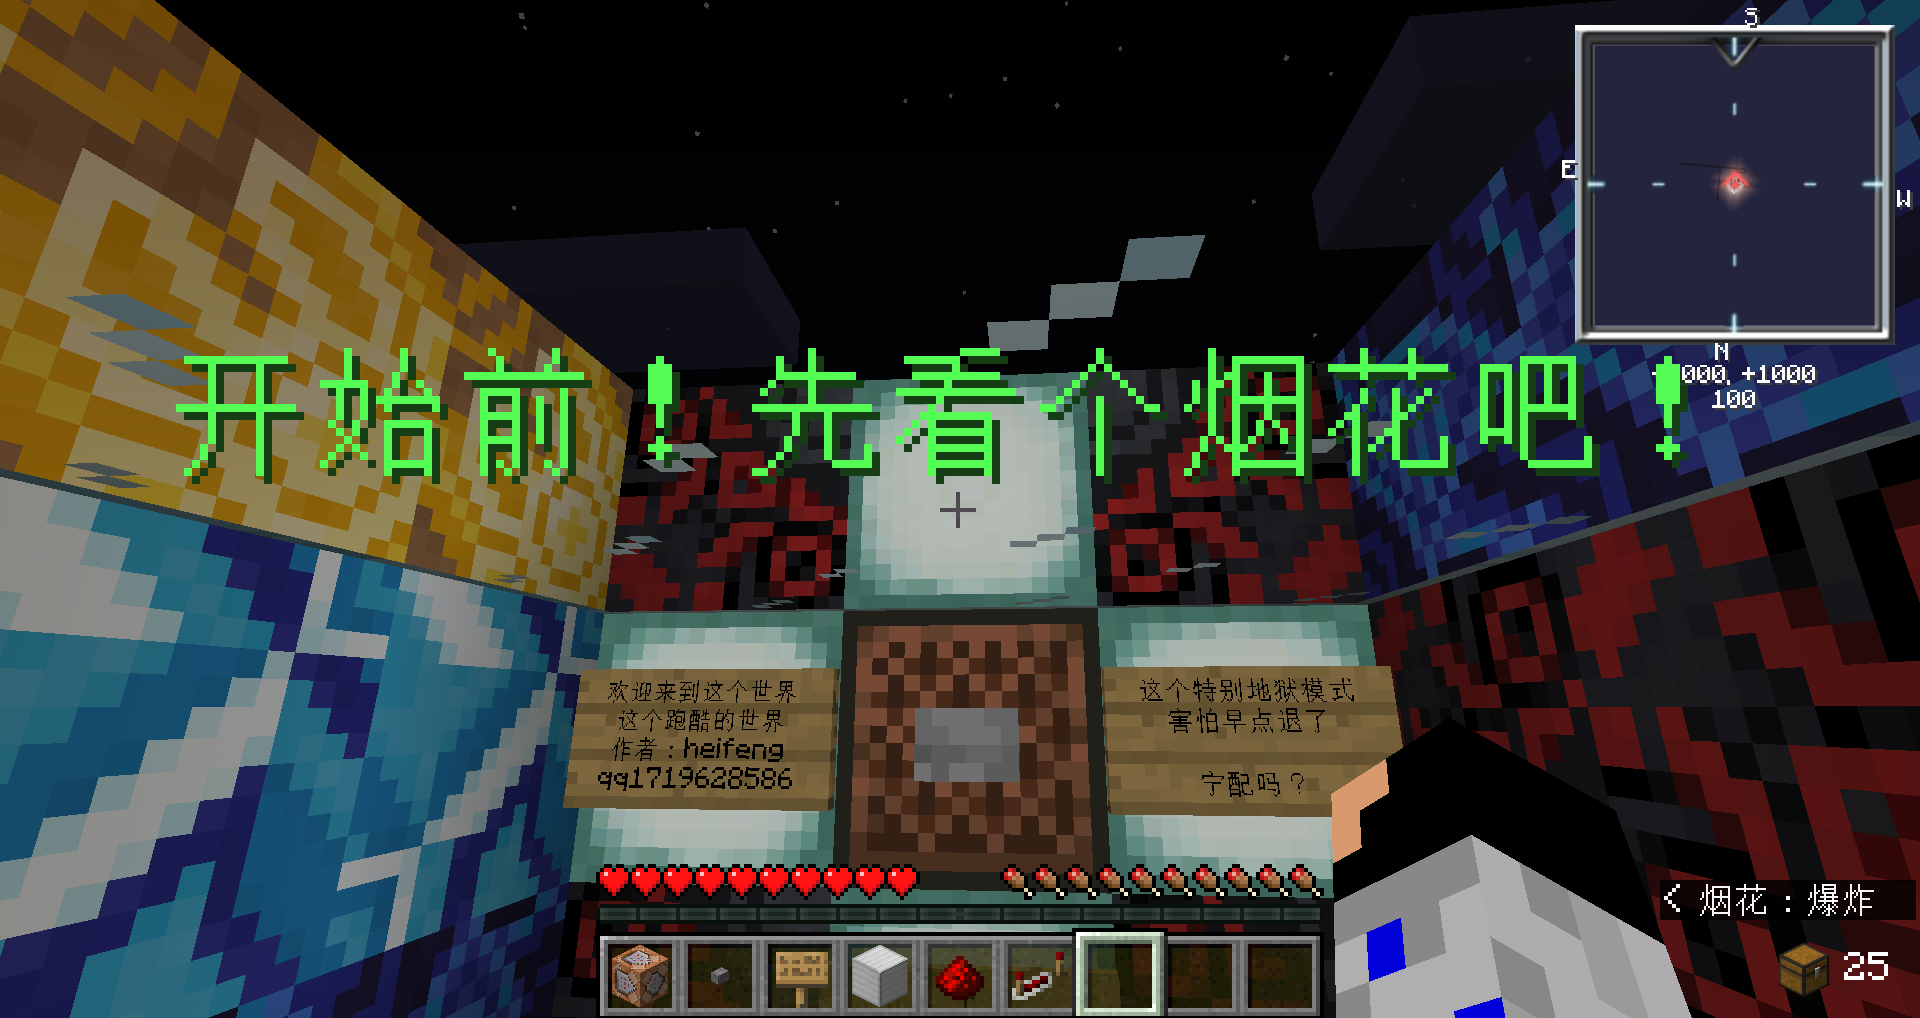 S
E
W
N
000, +1000
100
开始前！先看个烟花吧！
欢迎来到这个世界
这个跑酷的世界
作者：heifeng
qq1719628586
这个特别地狱模式
害怕早点退了
宁配吗？
< 烟花：爆炸
25